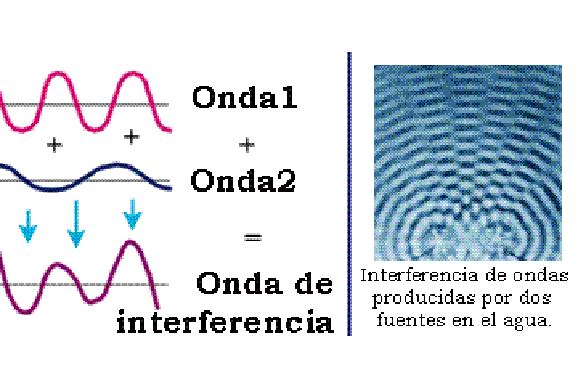 Onda1
+ + +
Onda2
=
Onda de
interferencia
Interferencia de ondas
producidas por dos
fuentes en el agua.